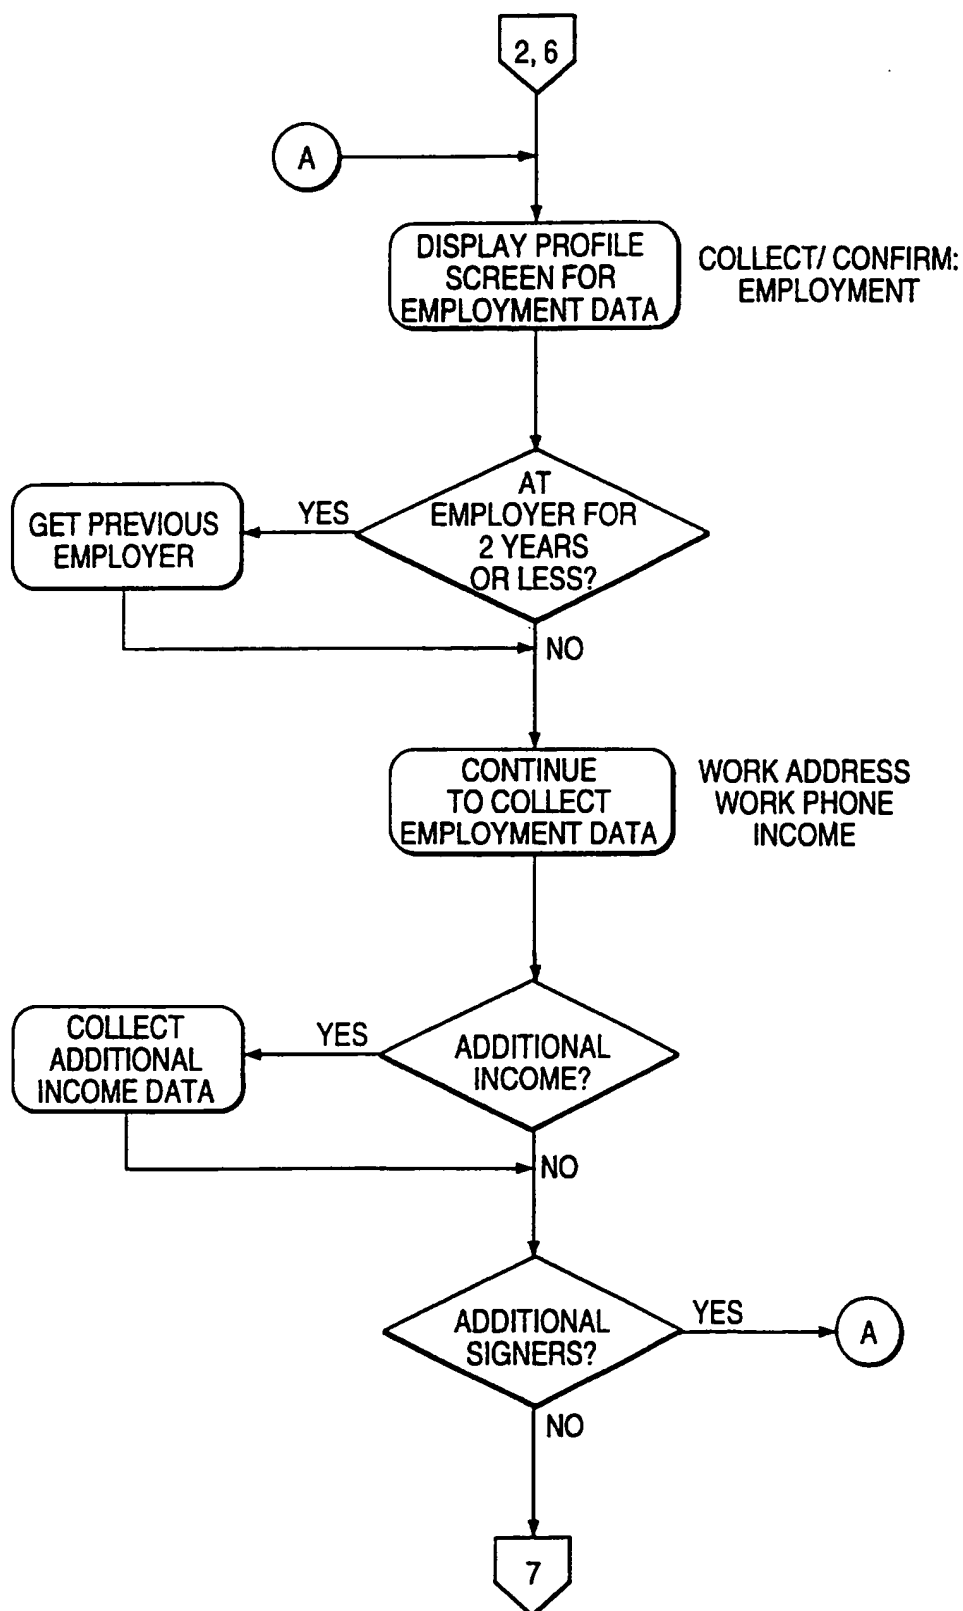 2, 6
A
DISPLAY PROFILE
SCREEN FOR
EMPLOYMENT DATA
COLLECT/ CONFIRM:
EMPLOYMENT
AT
EMPLOYER FOR
2 YEARS
OR LESS?
YES
GET PREVIOUS
EMPLOYER
NO
CONTINUE
TO COLLECT
EMPLOYMENT DATA
WORK ADDRESS
WORK PHONE
INCOME
ADDITIONAL
INCOME?
YES
COLLECT
ADDITIONAL
INCOME DATA
NO
ADDITIONAL
SIGNERS?
YES
A
NO
7